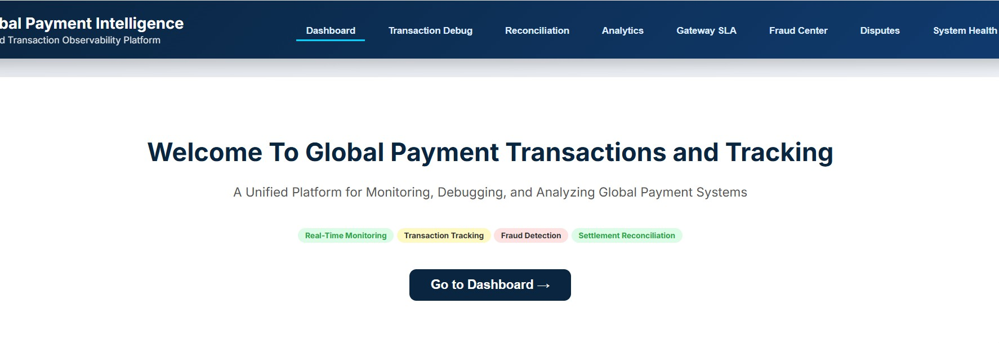 bal Payment Intelligence
d Transaction Observability Platform
Dashboard Transaction Debug Reconciliation Analytics Gateway SLA Fraud Center Disputes System Health
Welcome To Global Payment Transactions and Tracking
A Unified Platform for Monitoring, Debugging, and Analyzing Global Payment Systems
Real-Time Monitoring Transaction Tracking Fraud Detection Settlement Reconciliation
Go to Dashboard →